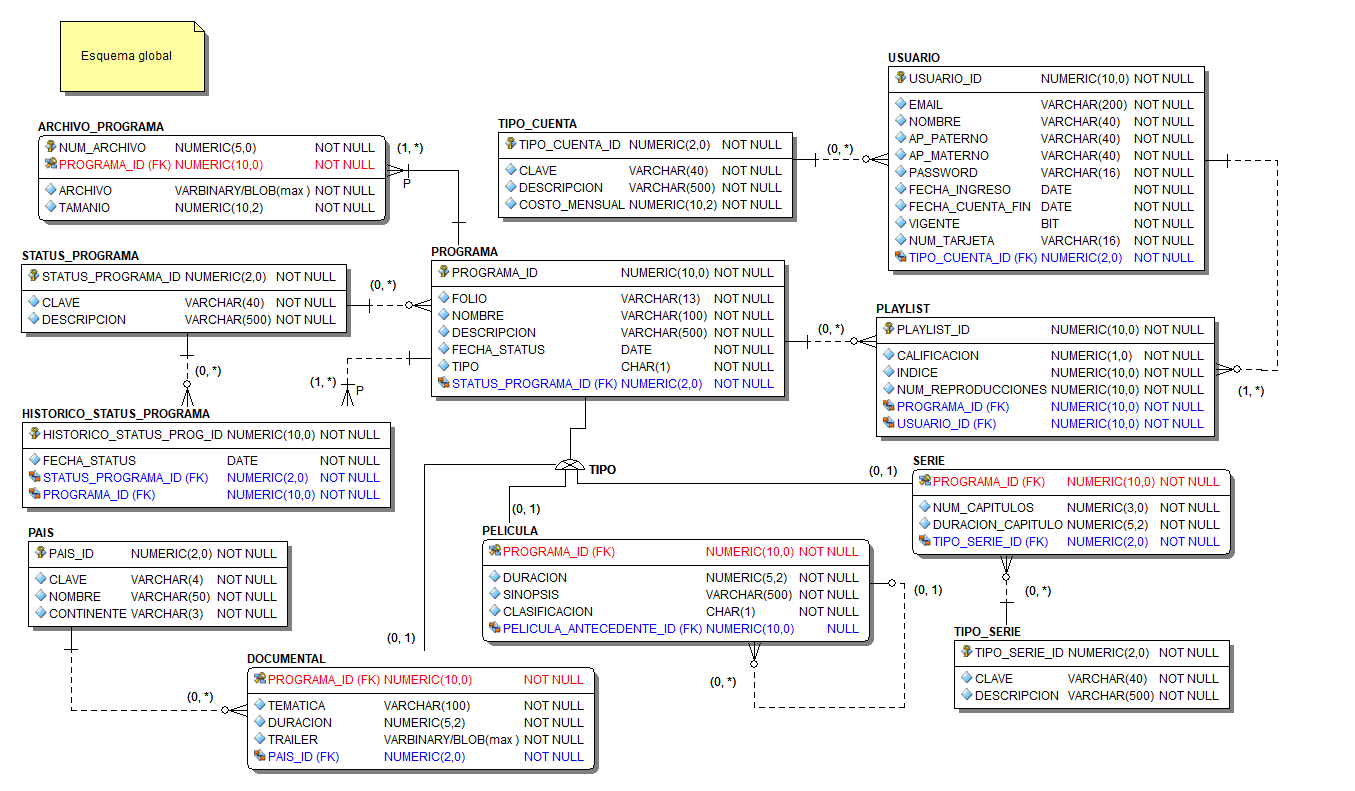 Esquema global
ARCHIVO_PROGRAMA
NUM_ARCHIVO NUMERIC(5,0) NOT NULL
PROGRAMA_ID (FK) NUMERIC(10,0) NOT NULL
ARCHIVO VARBINARY/BLOB(max ) NOT NULL
TAMANIO NUMERIC(10,2) NOT NULL
(1, *)
P
TIPO_CUENTA
TIPO_CUENTA_ID NUMERIC(2,0) NOT NULL
CLAVE VARCHAR(40) NOT NULL
DESCRIPCION VARCHAR(500) NOT NULL
COSTO_MENSUAL NUMERIC(10,2) NOT NULL
(0, *)
USUARIO
USUARIO_ID NUMERIC(10,0) NOT NULL
EMAIL VARCHAR(200) NOT NULL
NOMBRE VARCHAR(40) NOT NULL
AP_PATERNO VARCHAR(40) NOT NULL
AP_MATERNO VARCHAR(40) NOT NULL
PASSWORD VARCHAR(16) NOT NULL
FECHA_INGRESO DATE NOT NULL
FECHA_CUENTA_FIN DATE NOT NULL
VIGENTE BIT NOT NULL
NUM_TARJETA VARCHAR(16) NOT NULL
TIPO_CUENTA_ID (FK) NUMERIC(2,0) NOT NULL
STATUS_PROGRAMA
STATUS_PROGRAMA_ID NUMERIC(2,0) NOT NULL
CLAVE VARCHAR(40) NOT NULL
DESCRIPCION VARCHAR(500) NOT NULL
(0, *)
(0, *)
PROGRAMA
PROGRAMA_ID NUMERIC(10,0) NOT NULL
FOLIO VARCHAR(13) NOT NULL
NOMBRE VARCHAR(100) NOT NULL
DESCRIPCION VARCHAR(500) NOT NULL
FECHA_STATUS DATE NOT NULL
TIPO CHAR(1) NOT NULL
STATUS_PROGRAMA_ID (FK) NUMERIC(2,0) NOT NULL
(0, *)
PLAYLIST
PLAYLIST_ID NUMERIC(10,0) NOT NULL
CALIFICACION NUMERIC(1,0) NOT NULL
INDICE NUMERIC(10,0) NOT NULL
NUM_REPRODUCCIONES NUMERIC(10,0) NOT NULL
PROGRAMA_ID (FK) NUMERIC(10,0) NOT NULL
USUARIO_ID (FK) NUMERIC(10,0) NOT NULL
(1, *)
(1, *)
P
HISTORICO_STATUS_PROGRAMA
HISTORICO_STATUS_PROG_ID NUMERIC(10,0) NOT NULL
FECHA_STATUS DATE NOT NULL
STATUS_PROGRAMA_ID (FK) NUMERIC(2,0) NOT NULL
PROGRAMA_ID (FK) NUMERIC(10,0) NOT NULL
TIPO
(0, 1)
SERIE
PROGRAMA_ID (FK) NUMERIC(10,0) NOT NULL
NUM_CAPITULOS NUMERIC(3,0) NOT NULL
DURACION_CAPITULO NUMERIC(5,2) NOT NULL
TIPO_SERIE_ID (FK) NUMERIC(2,0) NOT NULL
(0, 1)
PELICULA
PROGRAMA_ID (FK) NUMERIC(10,0) NOT NULL
DURACION NUMERIC(5,2) NOT NULL
SINOPSIS VARCHAR(500) NOT NULL
CLASIFICACION CHAR(1) NOT NULL
PELICULA_ANTECEDENTE_ID (FK) NUMERIC(10,0) NULL
(0, 1)
(0, *)
(0, *)
PAIS
PAIS_ID NUMERIC(2,0) NOT NULL
CLAVE VARCHAR(4) NOT NULL
NOMBRE VARCHAR(50) NOT NULL
CONTINENTE VARCHAR(3) NOT NULL
(0, *)
(0, 1)
DOCUMENTAL
PROGRAMA_ID (FK) NUMERIC(10,0) NOT NULL
TEMATICA VARCHAR(100) NOT NULL
DURACION NUMERIC(5,2) NOT NULL
TRAILER VARBINARY/BLOB(max ) NOT NULL
PAIS_ID (FK) NUMERIC(2,0) NOT NULL
TIPO_SERIE
TIPO_SERIE_ID NUMERIC(2,0) NOT NULL
CLAVE VARCHAR(40) NOT NULL
DESCRIPCION VARCHAR(500) NOT NULL